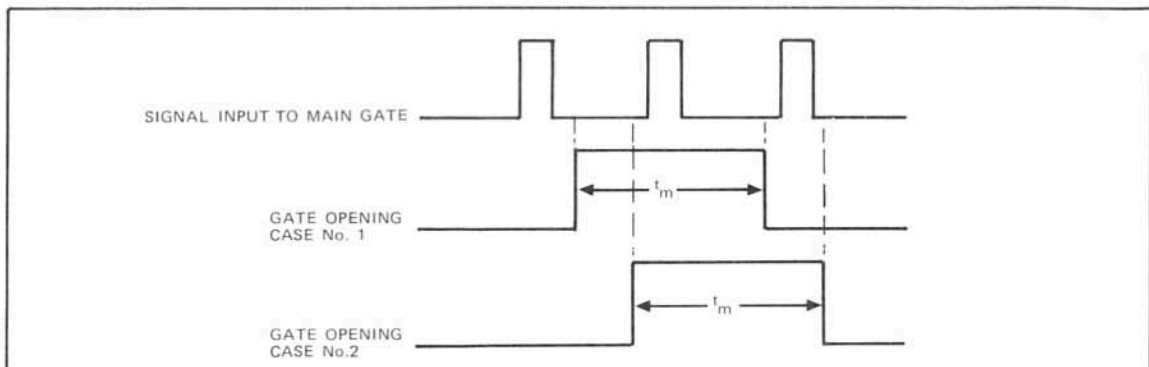 SIGNAL INPUT TO MAIN GATE
tm
GATE OPENING
CASE No. 1
tm
GATE OPENING
CASE No.2